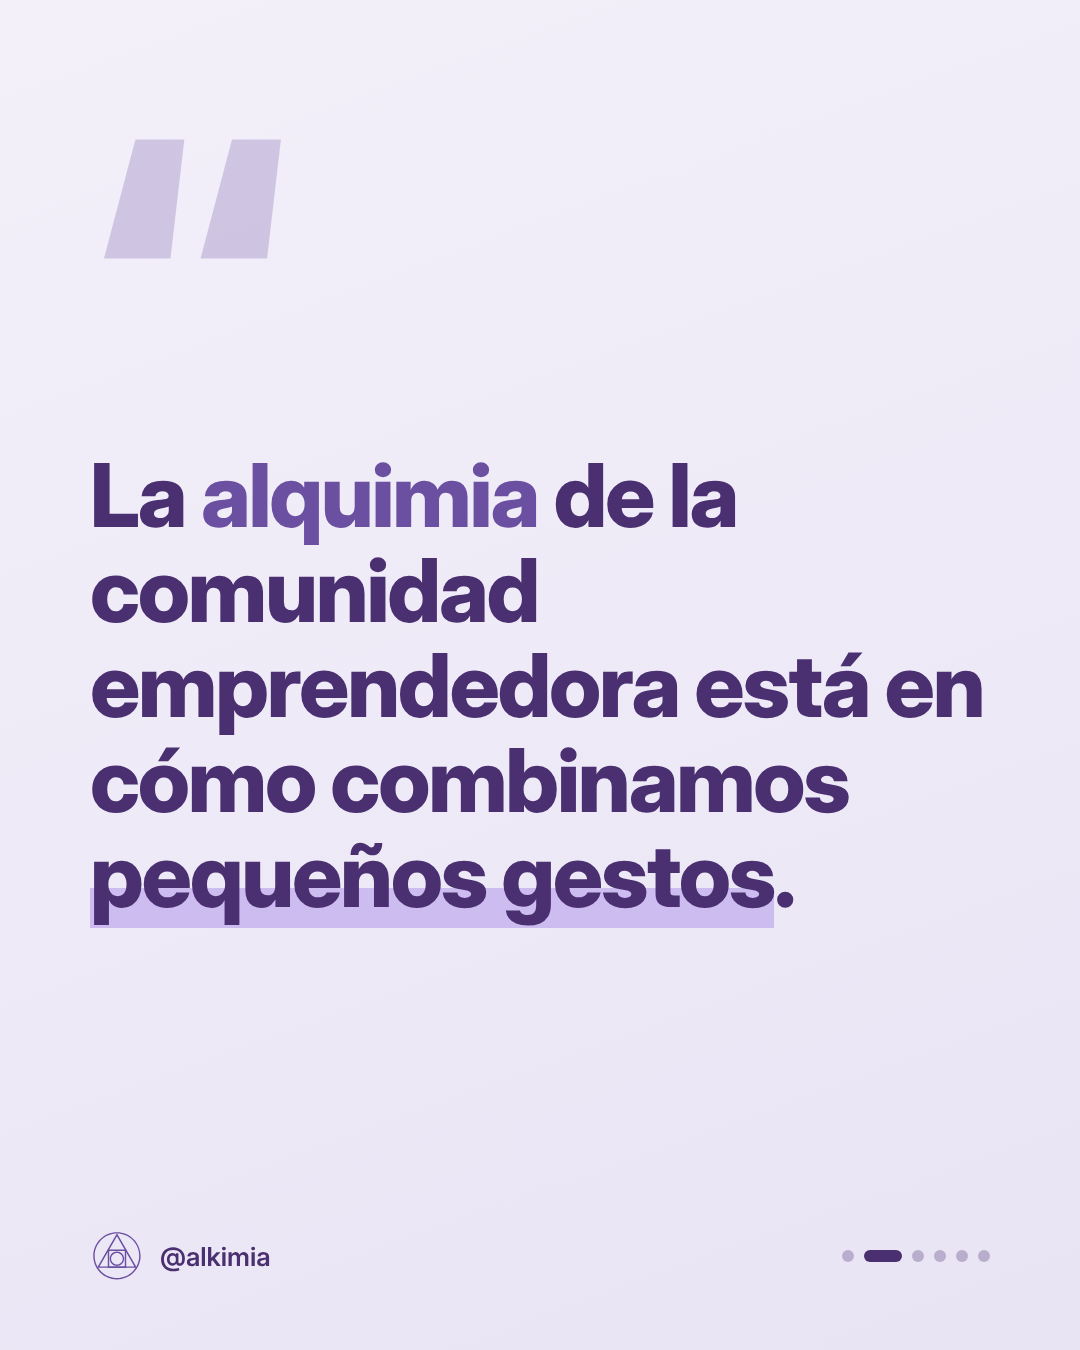 "
La alquimia de la
comunidad
emprendedora está en
cómo combinamos
pequeños gestos.
@alkimia